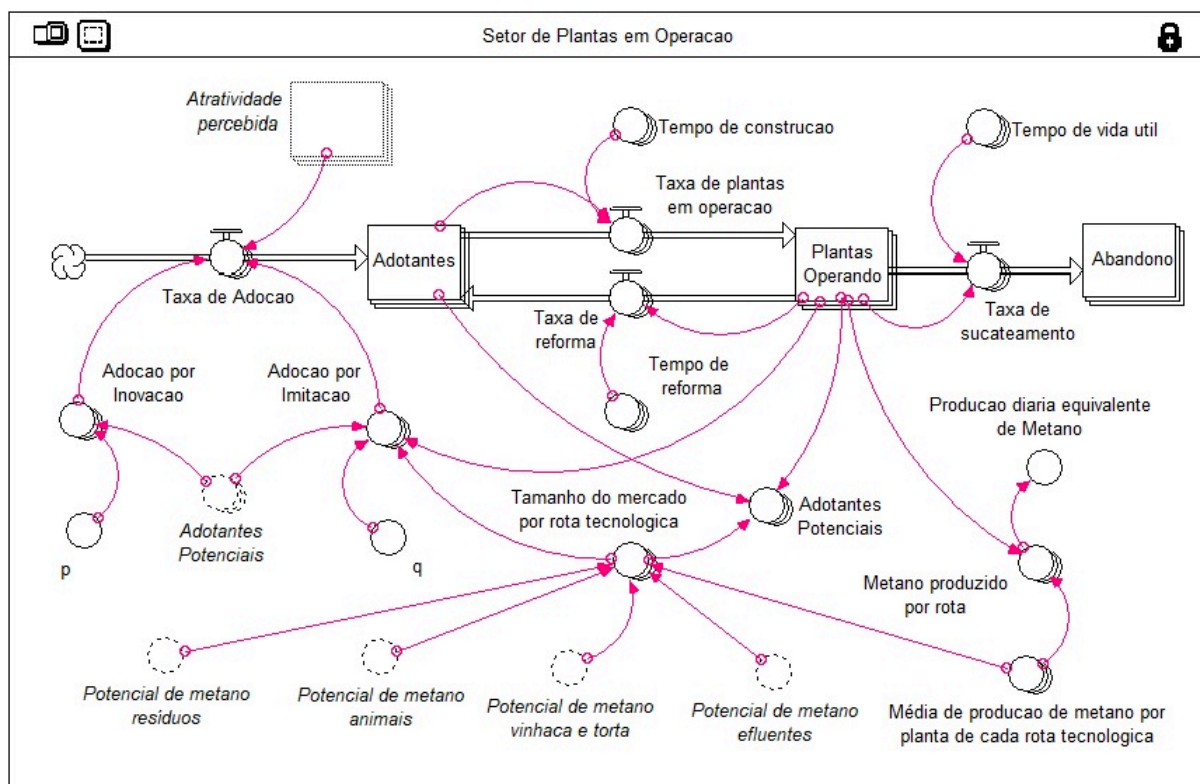 Setor de Plantas em Operacao
Atratividade
percebida
Tempo de construcao
Tempo de vida util
Taxa de plantas
em operacao
Adotantes
Plantas
Operando
Abandono
Taxa de Adocao
Taxa de
reforma
Taxa de
sucateamento
Tempo de
reforma
Adocao por
Inovacao
Adocao por
Imitacao
Producao diaria equivalente
de Metano
Tamanho do mercado
por rota tecnologica
Adotantes
Potenciais
Adotantes
Potenciais
p
q
Metano produzido
por rota
Potencial de metano
resíduos
Potencial de metano
animais
Potencial de metano
vinhaca e torta
Potencial de metano
efluentes
Média de producao de metano por
planta de cada rota tecnologica